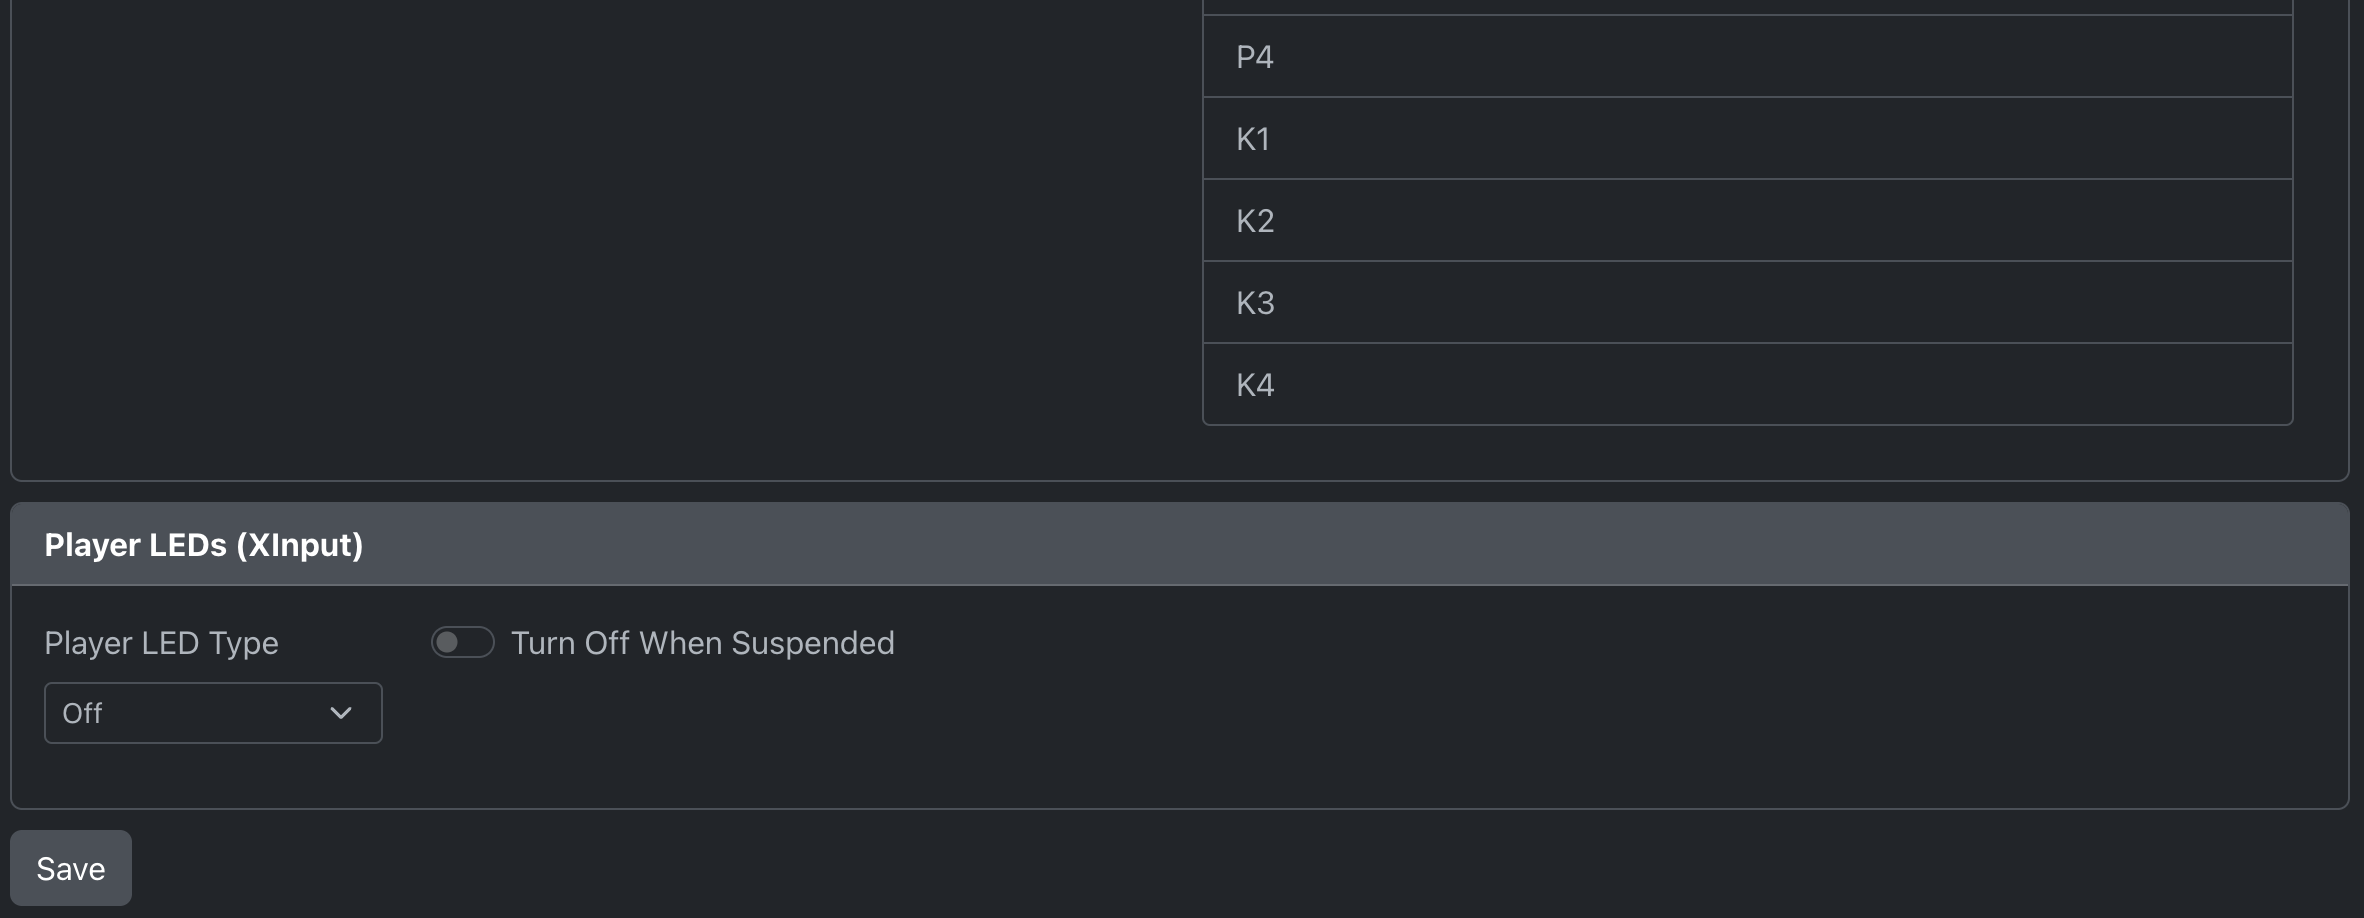 P4
K1
K2
K3
K4
Player LEDs (XInput)
Player LED Type
Turn Off When Suspended
Off
Save